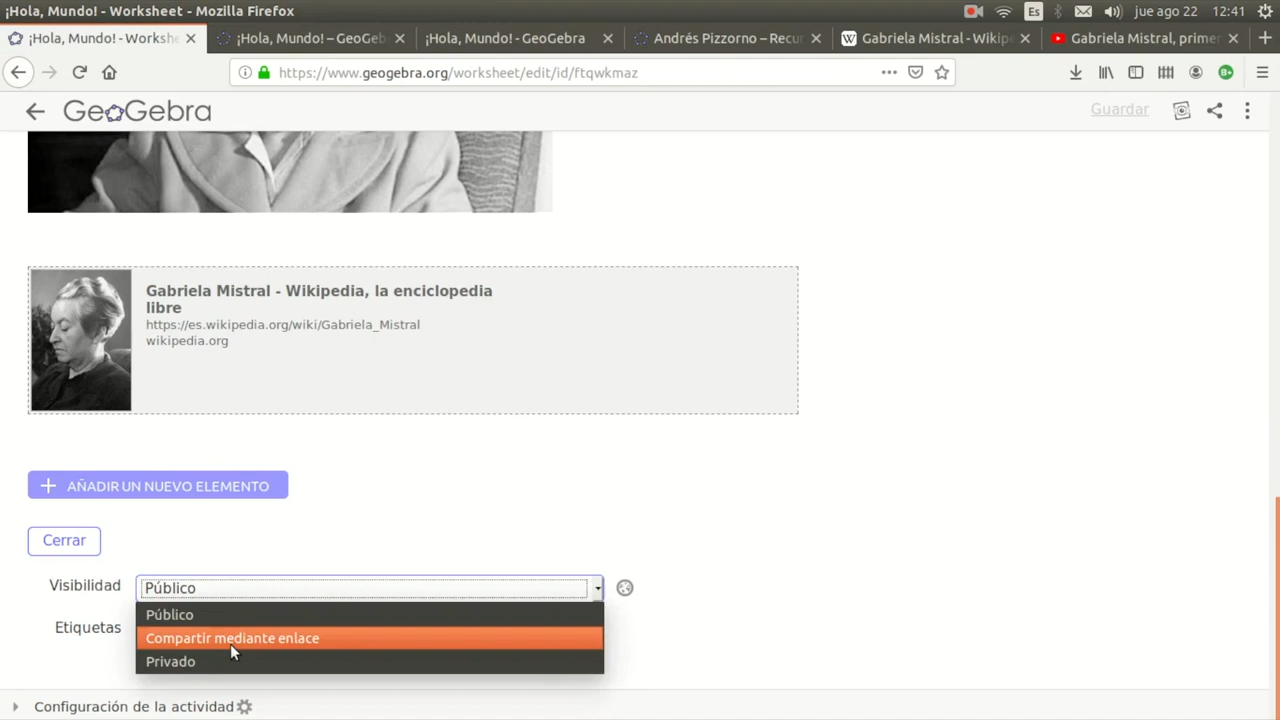 ¡Hola, Mundo! - Worksheet - Mozilla Firefox
Es
jue ago 22
12:41
¡Hola, Mundo! - Workshe
¡Hola, Mundo! – GeoGeb
¡Hola, Mundo! - GeoGebra
Andrés Pizzorno – Recur
W Gabriela Mistral - Wikipe
Gabriela Mistral, primer
https://www.geogebra.org/worksheet/edit/id/ftqwkmaz
GeoGebra
Guardar
Gabriela Mistral - Wikipedia, la enciclopedia
libre
https://es.wikipedia.org/wiki/Gabriela_Mistral
wikipedia.org
AÑADIR UN NUEVO ELEMENTO
Cerrar
Visibilidad
Público
Público
Etiquetas
Compartir mediante enlace
Privado
Configuración de la actividad